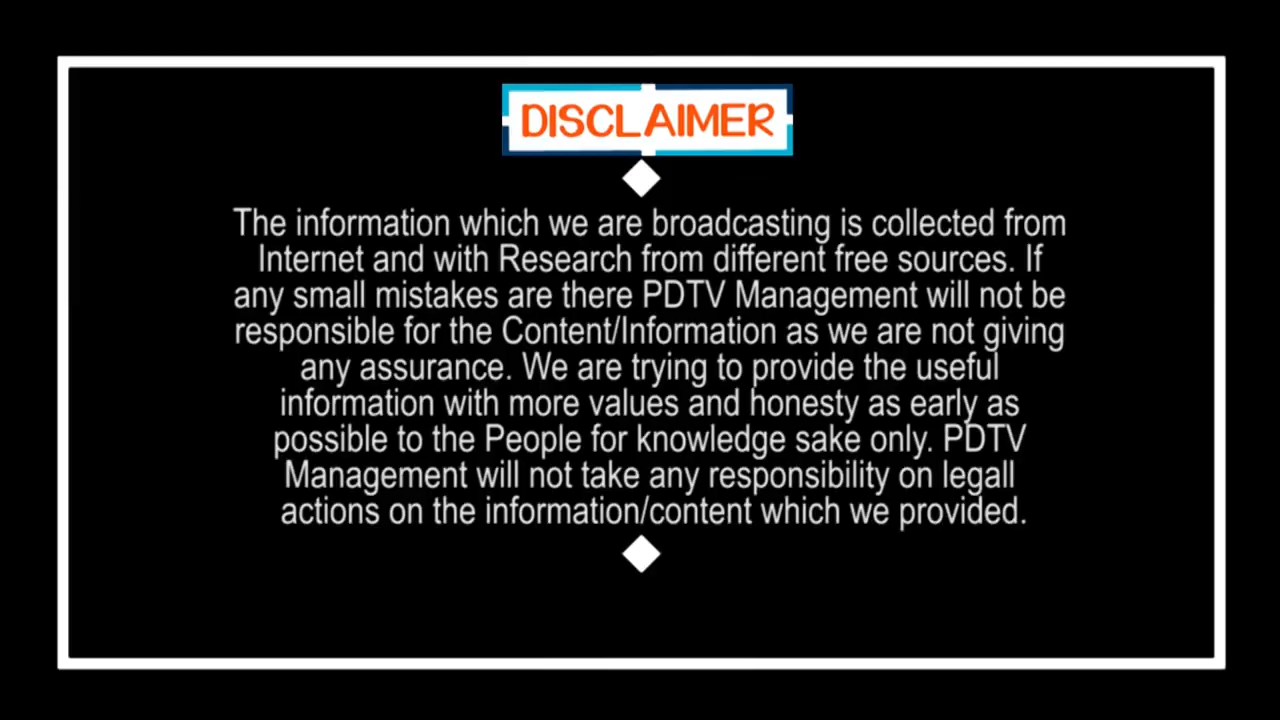 DISCLAIMER
The information which we are broadcasting is collected from
Internet and with Research from different free sources. If
any small mistakes are there PDTV Management will not be
responsible for the Content/Information as we are not giving
any assurance. We are trying to provide the useful
information with more values and honesty as early as
possible to the People for knowledge sake only. PDTV
Management will not take any responsibility on legall
actions on the information/content which we provided.